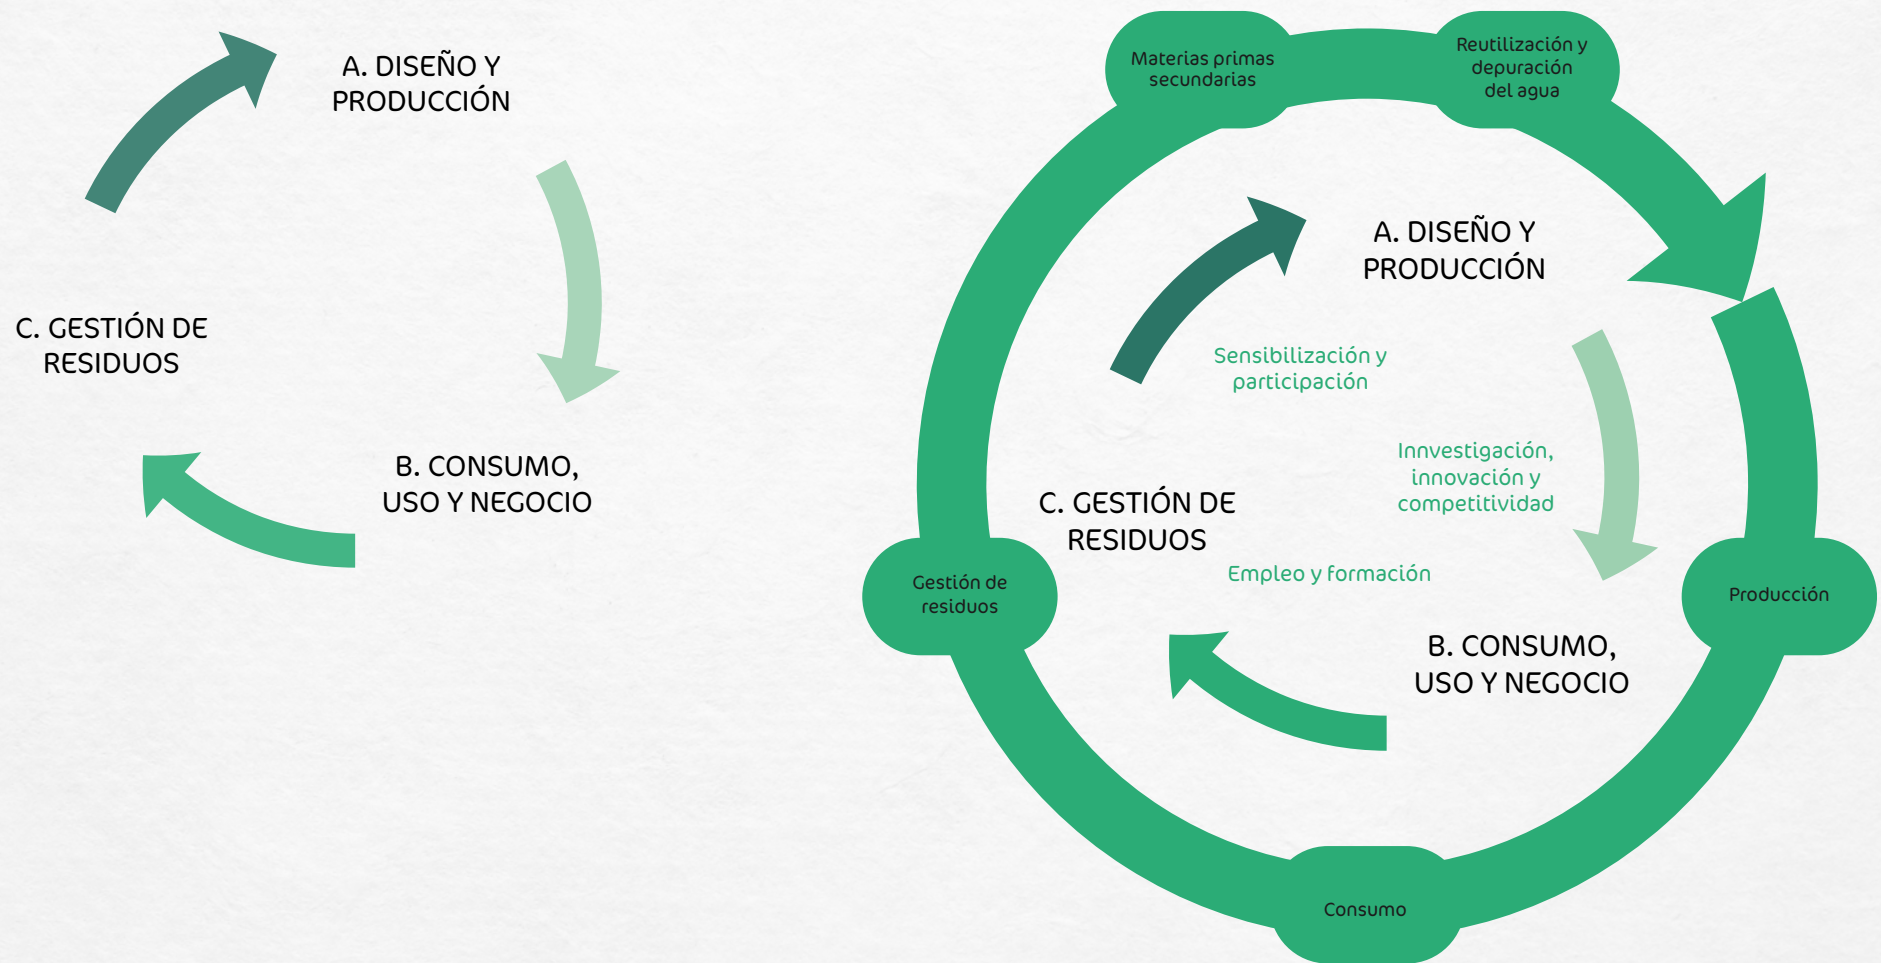 A. DISEÑO Y
PRODUCCIÓN
C. GESTIÓN DE
RESIDUOS
B. CONSUMO,
USO Y NEGOCIO
Materias primas
secundarias
Reutilización y
depuración
del agua
A. DISEÑO Y
PRODUCCIÓN
Sensibilización y
participación
Innvestigación,
innovación y
competitividad
C. GESTIÓN DE
RESIDUOS
Empleo y formación
Gestión de
residuos
Producción
B. CONSUMO,
USO Y NEGOCIO
Consumo